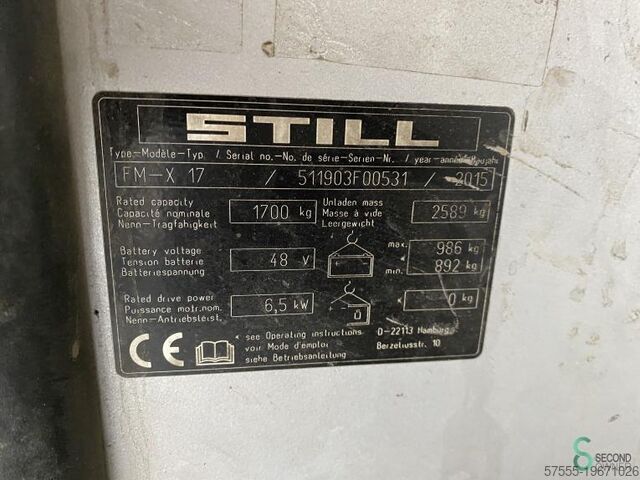 STILL
Type-Modèle-Typ / Serial no.-No. de série-Serien-Nr. / year-année-Baujahr
FM-X 17 / 511903F00531 / 2015
Rated capacity
Capacité nominale
Nenn-Tragfähigkeit
1700 kg
Unladen mass
Masse à vide
Leergewicht
2589 kg
Battery voltage
Tension batterie
Batteriespannung
48 V
max. 986 kg
min. 892 kg
Rated drive power
Puissance motr.nom.
Nenn-Antriebsleist.
6,5 kW
ü
< 0 kg
CE
< see Operating instructions
voir Mode d'emploi
siehe Betriebsanleitung
D-22113 Hamburg
Berzeliusstr. 10
S SECOND
57555-19671026